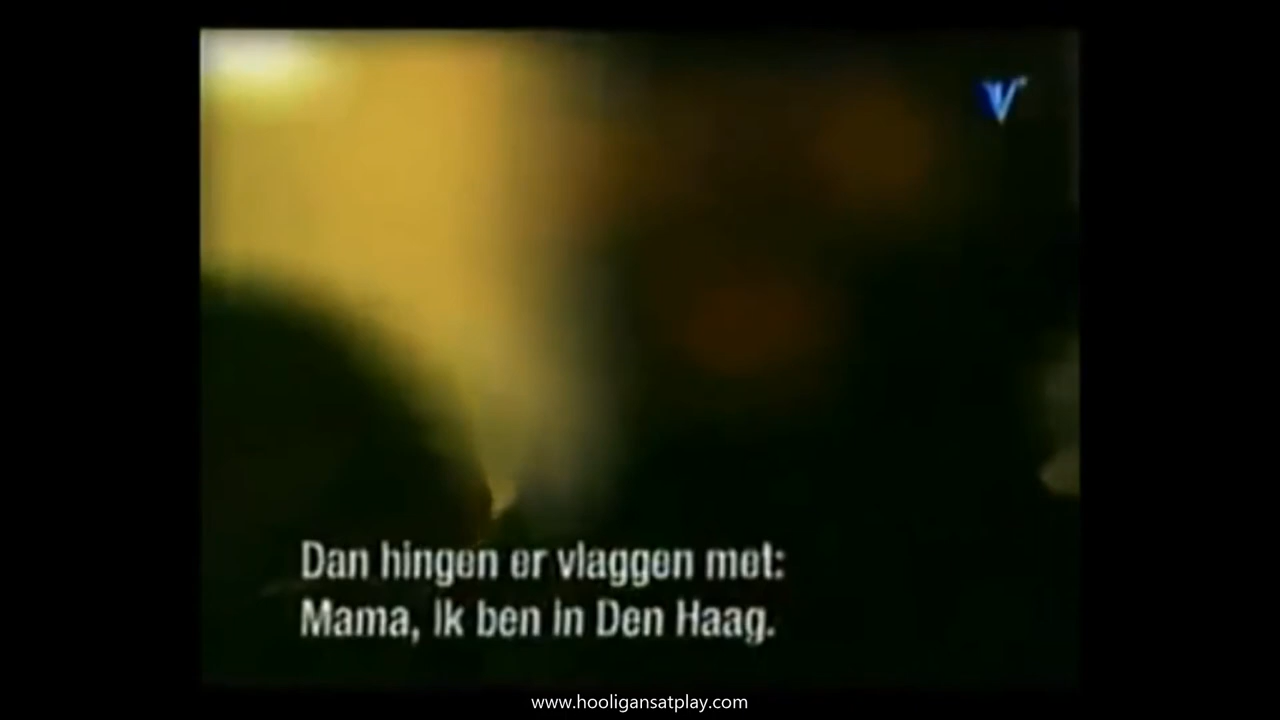 V
Dan hingen er vlaggen met:
Mama, ik ben in Den Haag.
www.hooligansatplay.com